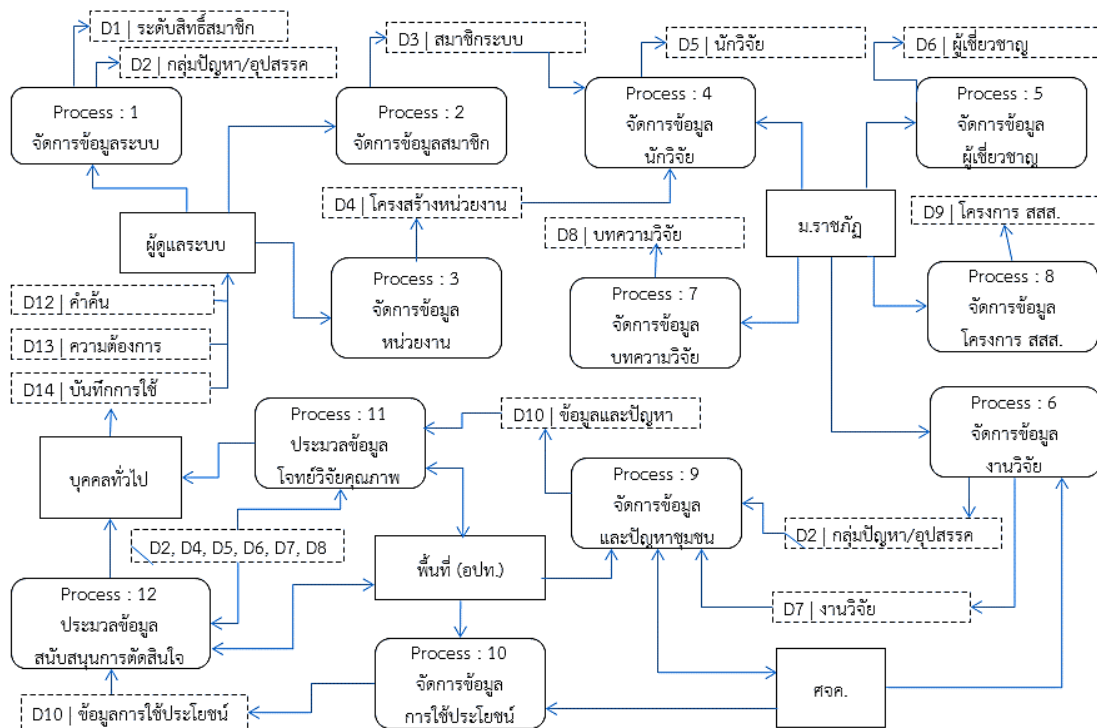 D1 | ระดับสิทธิ์สมาชิก
D2 | กลุ่มปัญหา/อุปสรรค
D3 | สมาชิกระบบ
D5 | นักวิจัย
D6 | ผู้เชี่ยวชาญ
Process : 1
จัดการข้อมูลระบบ
Process : 2
จัดการข้อมูลสมาชิก
Process : 4
จัดการข้อมูล
นักวิจัย
Process : 5
จัดการข้อมูล
ผู้เชี่ยวชาญ
ผู้ดูแลระบบ
D4 | โครงสร้างหน่วยงาน
D8 | บทความวิจัย
ม.ราชภัฏ
D9 | โครงการ สสส.
Process : 3
จัดการข้อมูล
หน่วยงาน
Process : 7
จัดการข้อมูล
บทความวิจัย
Process : 8
จัดการข้อมูล
โครงการ สสส.
D12 | คำค้น
D13 | ความต้องการ
D14 | บันทึกการใช้
Process : 11
ประมวลข้อมูล
โจทย์วิจัยคุณภาพ
D10 | ข้อมูลและปัญหา
Process : 6
จัดการข้อมูล
งานวิจัย
บุคคลทั่วไป
Process : 9
จัดการข้อมูล
และปัญหาชุมชน
D2 | กลุ่มปัญหา/อุปสรรค
D2, D4, D5, D6, D7, D8
พื้นที่ (อปท.)
Process : 12
ประมวลข้อมูล
สนับสนุนการตัดสินใจ
D7 | งานวิจัย
Process : 10
จัดการข้อมูล
การใช้ประโยชน์
ศจค.
D10 | ข้อมูลการใช้ประโยชน์